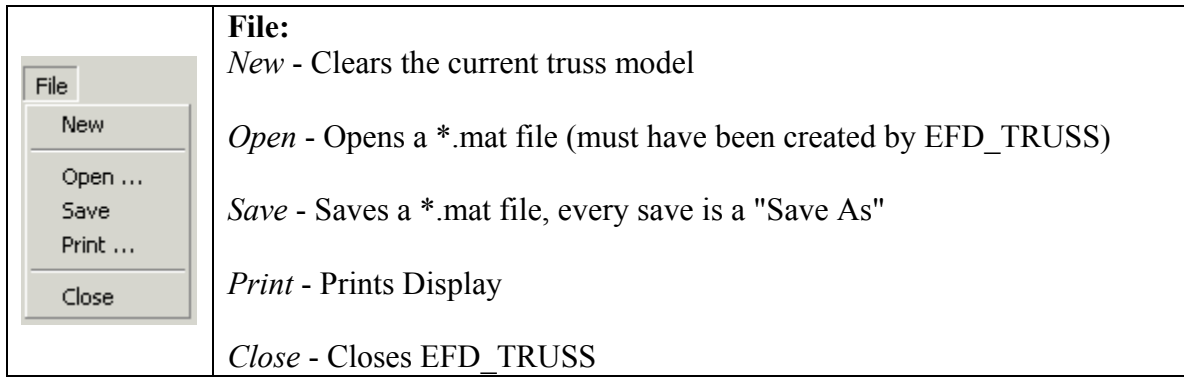 File
New
Open ...
Save
Print ...
Close
File:
New - Clears the current truss model
Open - Opens a *.mat file (must have been created by EFD_TRUSS)
Save - Saves a *.mat file, every save is a "Save As"
Print - Prints Display
Close - Closes EFD_TRUSS